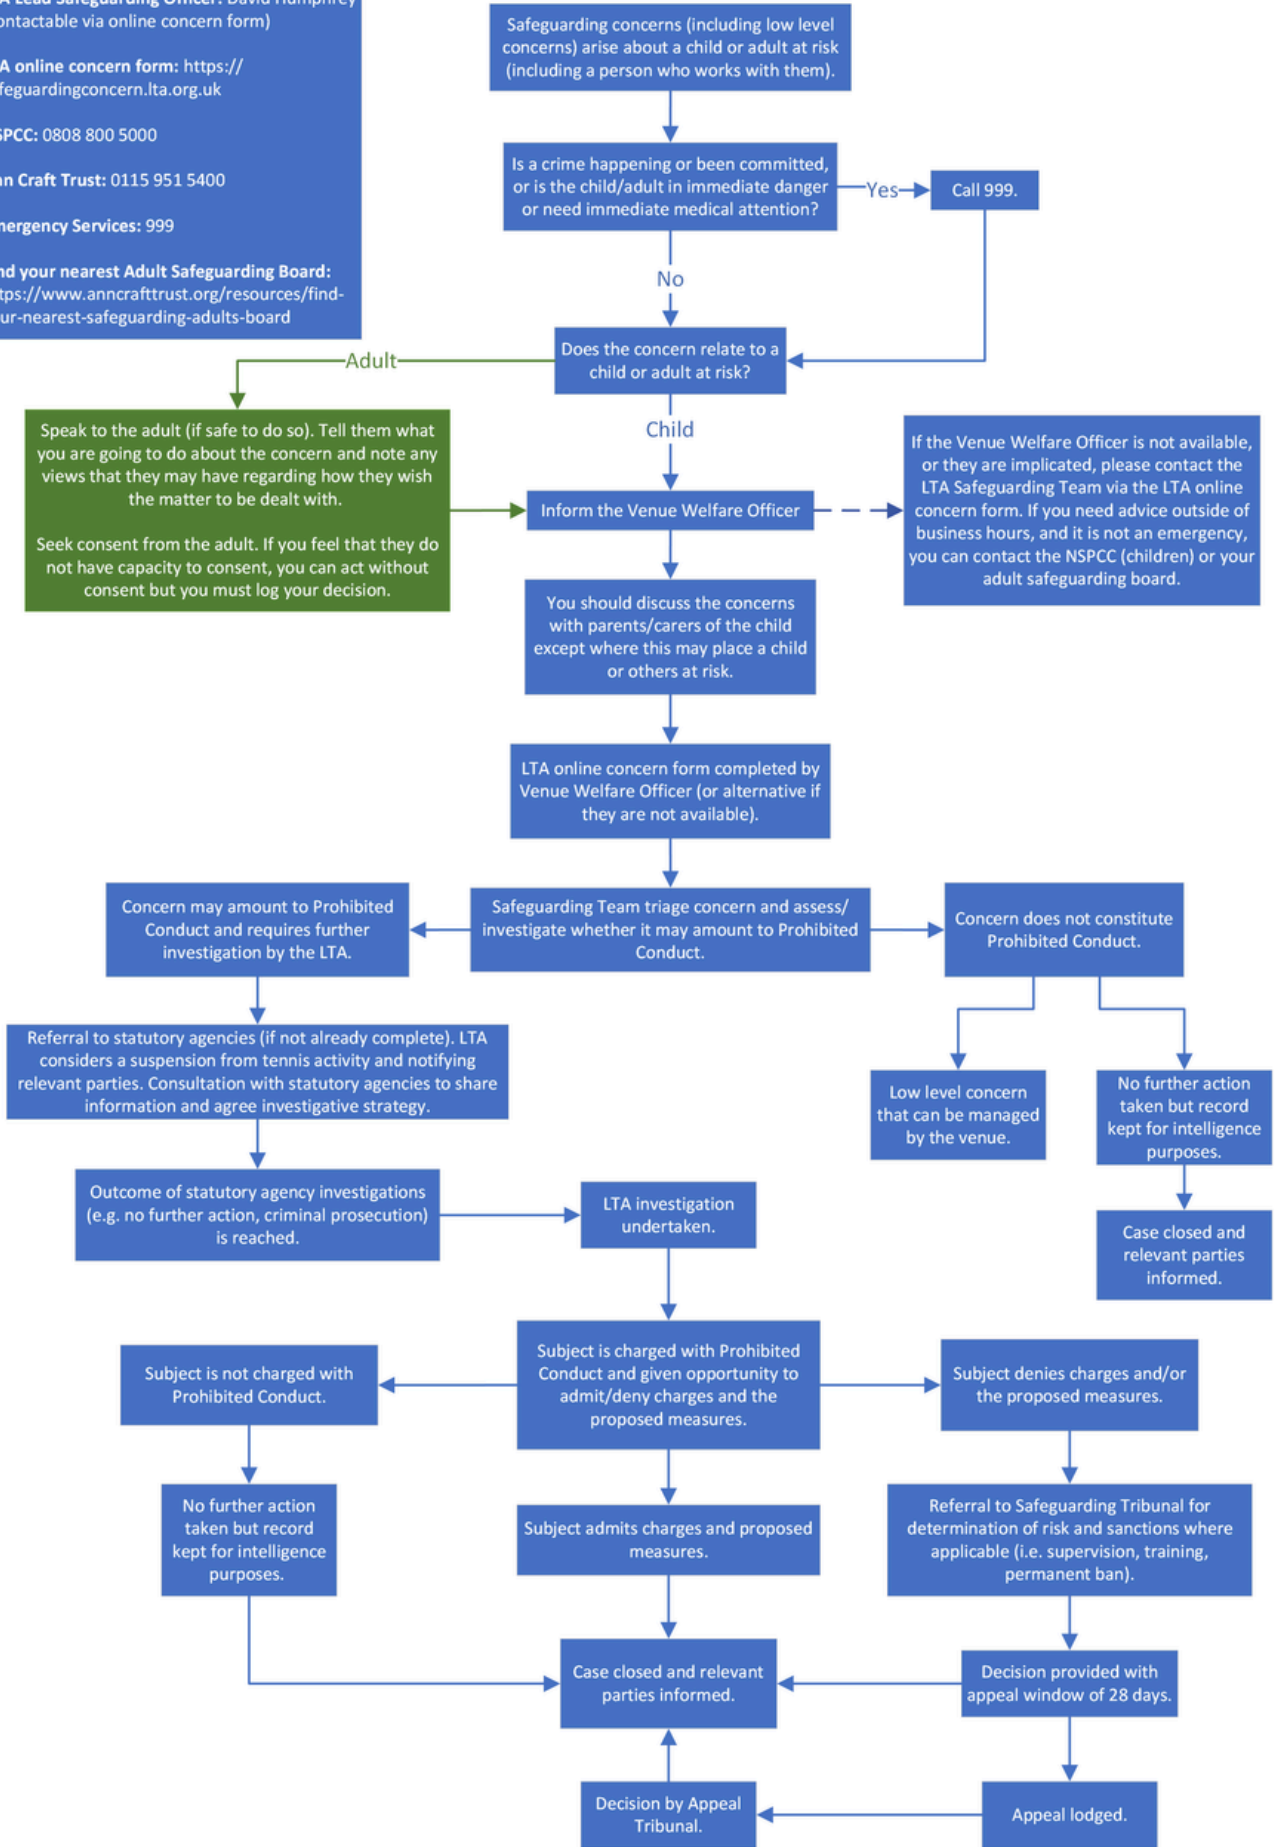 Lead Safeguarding Officer: David Humphrey
contactable via online concern form)
online concern form: https://
safeguardingconcern.lta.org.uk
NSPCC: 0808 800 5000
Ann Craft Trust: 0115 951 5400
Emergency Services: 999
Find your nearest Adult Safeguarding Board:
https://www.anncrafttrust.org/resources/find-
your-nearest-safeguarding-adults-board
Safeguarding concerns (including low level
concerns) arise about a child or adult at risk
(including a person who works with them).
Is a crime happening or been committed,
or is the child/adult in immediate danger
or need immediate medical attention?
Yes
Call 999.
No
Does the concern relate to a
child or adult at risk?
Adult
Child
Speak to the adult (if safe to do so). Tell them what
you are going to do about the concern and note any
views that they may have regarding how they wish
the matter to be dealt with.
Seek consent from the adult. If you feel that they do
not have capacity to consent, you can act without
consent but you must log your decision.
Inform the Venue Welfare Officer
If the Venue Welfare Officer is not available,
or they are implicated, please contact the
LTA Safeguarding Team via the LTA online
concern form. If you need advice outside of
business hours, and it is not an emergency,
you can contact the NSPCC (children) or your
adult safeguarding board.
You should discuss the concerns
with parents/carers of the child
except where this may place a child
or others at risk.
LTA online concern form completed by
Venue Welfare Officer (or alternative if
they are not available).
Concern may amount to Prohibited
Conduct and requires further
investigation by the LTA.
Safeguarding Team triage concern and assess/
investigate whether it may amount to Prohibited
Conduct.
Concern does not constitute
Prohibited Conduct.
Referral to statutory agencies (if not already complete). LTA
considers a suspension from tennis activity and notifying
relevant parties. Consultation with statutory agencies to share
information and agree investigative strategy.
Low level concern
that can be managed
by the venue.
No further action
taken but record
kept for intelligence
purposes.
Outcome of statutory agency investigations
(e.g. no further action, criminal prosecution)
is reached.
LTA investigation
undertaken.
Case closed and
relevant parties
informed.
Subject is not charged with
Prohibited Conduct.
Subject is charged with Prohibited
Conduct and given opportunity to
admit/deny charges and the
proposed measures.
Subject denies charges and/or
the proposed measures.
No further action
taken but record
kept for intelligence
purposes.
Subject admits charges and proposed
measures.
Referral to Safeguarding Tribunal for
determination of risk and sanctions where
applicable (i.e. supervision, training,
permanent ban).
Case closed and relevant
parties informed.
Decision provided with
appeal window of 28 days.
Decision by Appeal
Tribunal.
Appeal lodged.